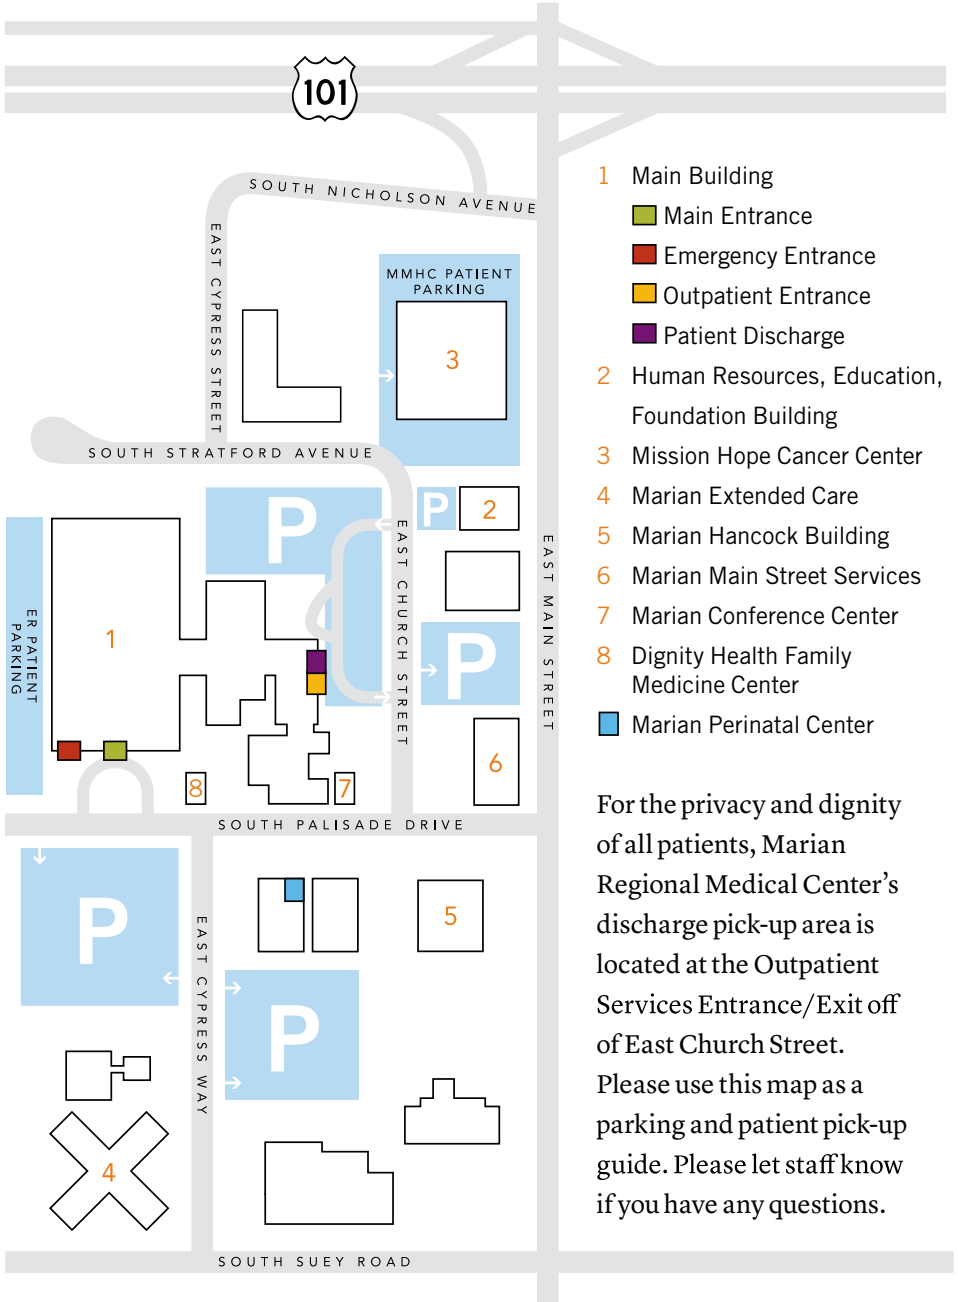 101
SOUTH NICHOLSON AVENUE
EAST CYPRESS STREET
MMHC PATIENT
PARKING
3
SOUTH STRATFORD AVENUE
P
P
2
EAST CHURCH STREET
EAST MAIN STREET
ER PATIENT
PARKING
1
P
6
8
7
SOUTH PALISADE DRIVE
P
5
EAST CYPRESS WAY
P
4
SOUTH SUEY ROAD
1 Main Building
Main Entrance
Emergency Entrance
Outpatient Entrance
Patient Discharge
2 Human Resources, Education,
Foundation Building
3 Mission Hope Cancer Center
4 Marian Extended Care
5 Marian Hancock Building
6 Marian Main Street Services
7 Marian Conference Center
8 Dignity Health Family
Medicine Center
Marian Perinatal Center
For the privacy and dignity
of all patients, Marian
Regional Medical Center’s
discharge pick-up area is
located at the Outpatient
Services Entrance/Exit off
of East Church Street.
Please use this map as a
parking and patient pick-up
guide. Please let staff know
if you have any questions.